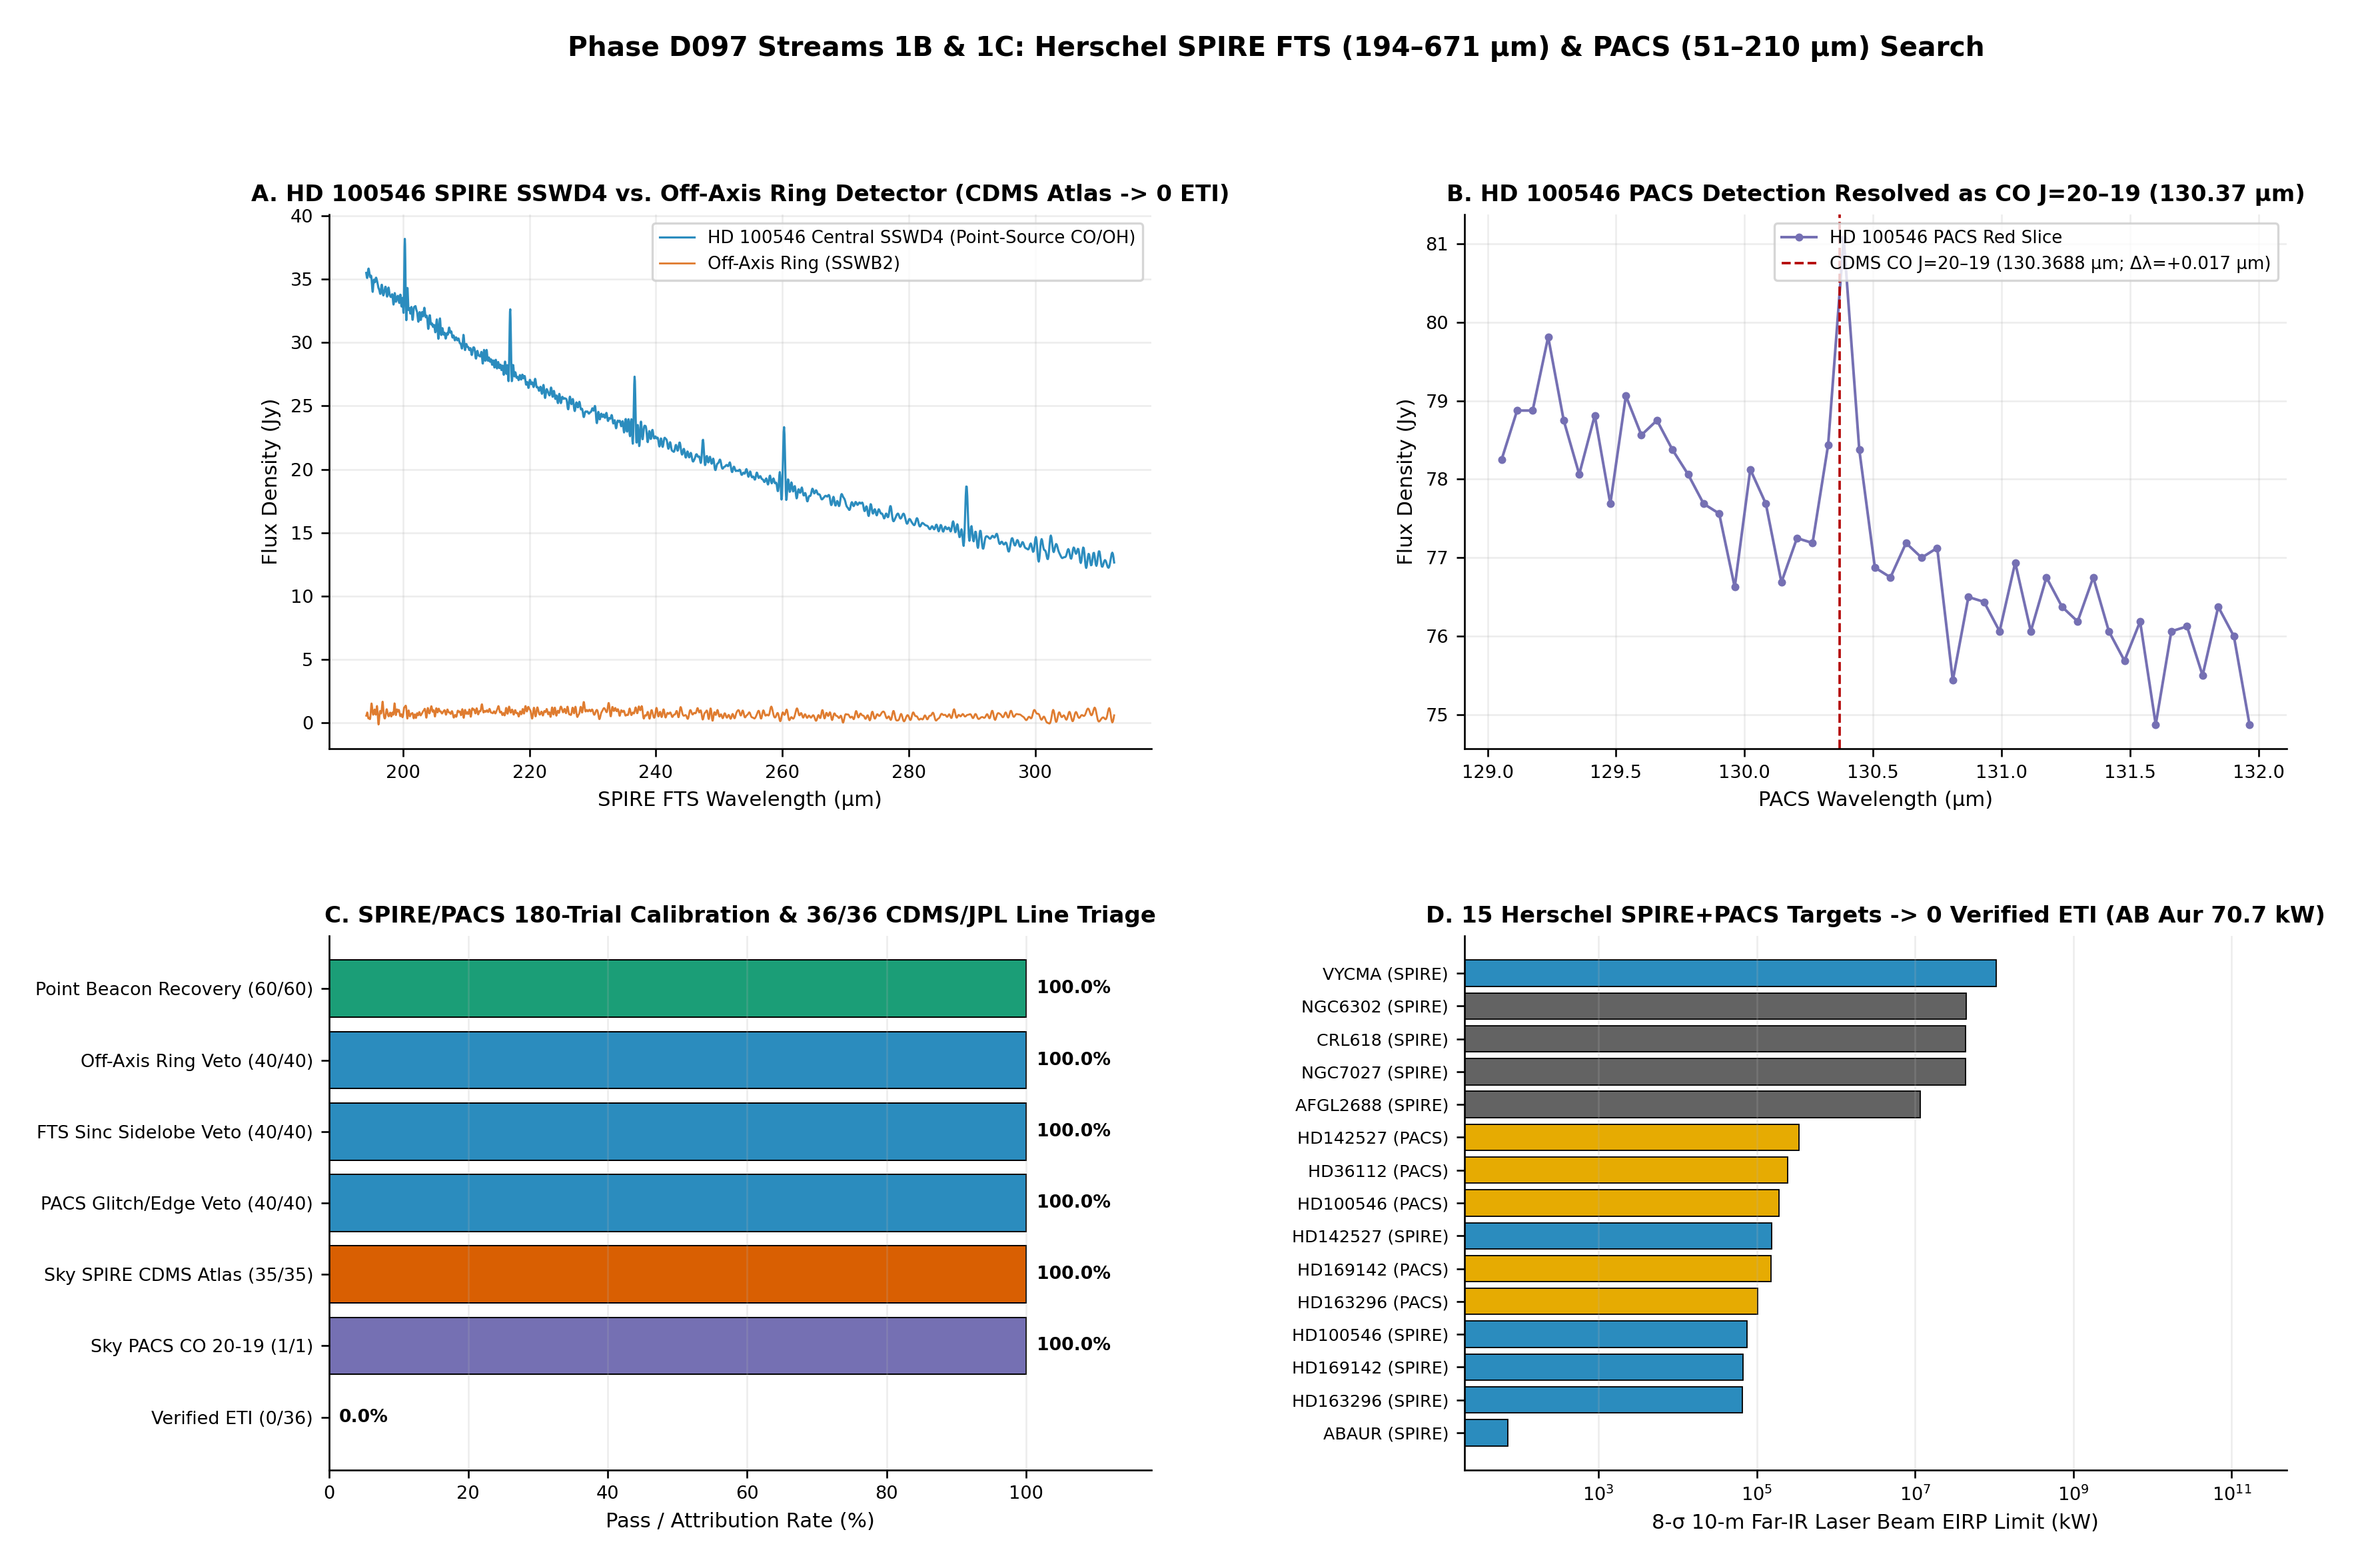 Phase D097 Streams 1B & 1C: Herschel SPIRE FTS (194–671 μm) & PACS (51–210 μm) Search
A. HD 100546 SPIRE SSWD4 vs. Off-Axis Ring Detector (CDMS Atlas -> 0 ETI)
HD 100546 Central SSWD4 (Point-Source CO/OH)
Off-Axis Ring (SSWB2)
Flux Density (Jy)
40
35
30
25
20
15
10
5
0
200
220
240
260
280
300
SPIRE FTS Wavelength (μm)
B. HD 100546 PACS Detection Resolved as CO J=20–19 (130.37 μm)
HD 100546 PACS Red Slice
CDMS CO J=20–19 (130.3688 μm; Δλ=+0.017 μm)
Flux Density (Jy)
81
80
79
78
77
76
75
129.0
129.5
130.0
130.5
131.0
131.5
132.0
PACS Wavelength (μm)
C. SPIRE/PACS 180-Trial Calibration & 36/36 CDMS/JPL Line Triage
Point Beacon Recovery (60/60)
100.0%
Off-Axis Ring Veto (40/40)
100.0%
FTS Sinc Sidelobe Veto (40/40)
100.0%
PACS Glitch/Edge Veto (40/40)
100.0%
Sky SPIRE CDMS Atlas (35/35)
100.0%
Sky PACS CO 20-19 (1/1)
100.0%
Verified ETI (0/36)
0.0%
0
20
40
60
80
100
Pass / Attribution Rate (%)
D. 15 Herschel SPIRE+PACS Targets -> 0 Verified ETI (AB Aur 70.7 kW)
VYCMA (SPIRE)
NGC6302 (SPIRE)
CRL618 (SPIRE)
NGC7027 (SPIRE)
AFGL2688 (SPIRE)
HD142527 (PACS)
HD36112 (PACS)
HD100546 (PACS)
HD142527 (SPIRE)
HD169142 (PACS)
HD163296 (PACS)
HD100546 (SPIRE)
HD169142 (SPIRE)
HD163296 (SPIRE)
ABAUR (SPIRE)
10³
10⁵
10⁷
10⁹
10¹¹
8-σ 10-m Far-IR Laser Beam EIRP Limit (kW)